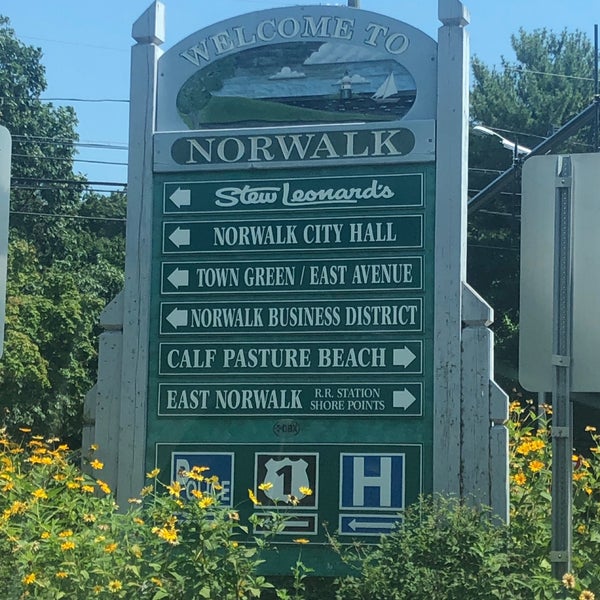 WELCOME TO
NORWALK
Stew Leonard's
NORWALK CITY HALL
TOWN GREEN / EAST AVENUE
NORWALK BUSINESS DISTRICT
CALF PASTURE BEACH
EAST NORWALK R.R. STATION
SHORE POINTS
1
H